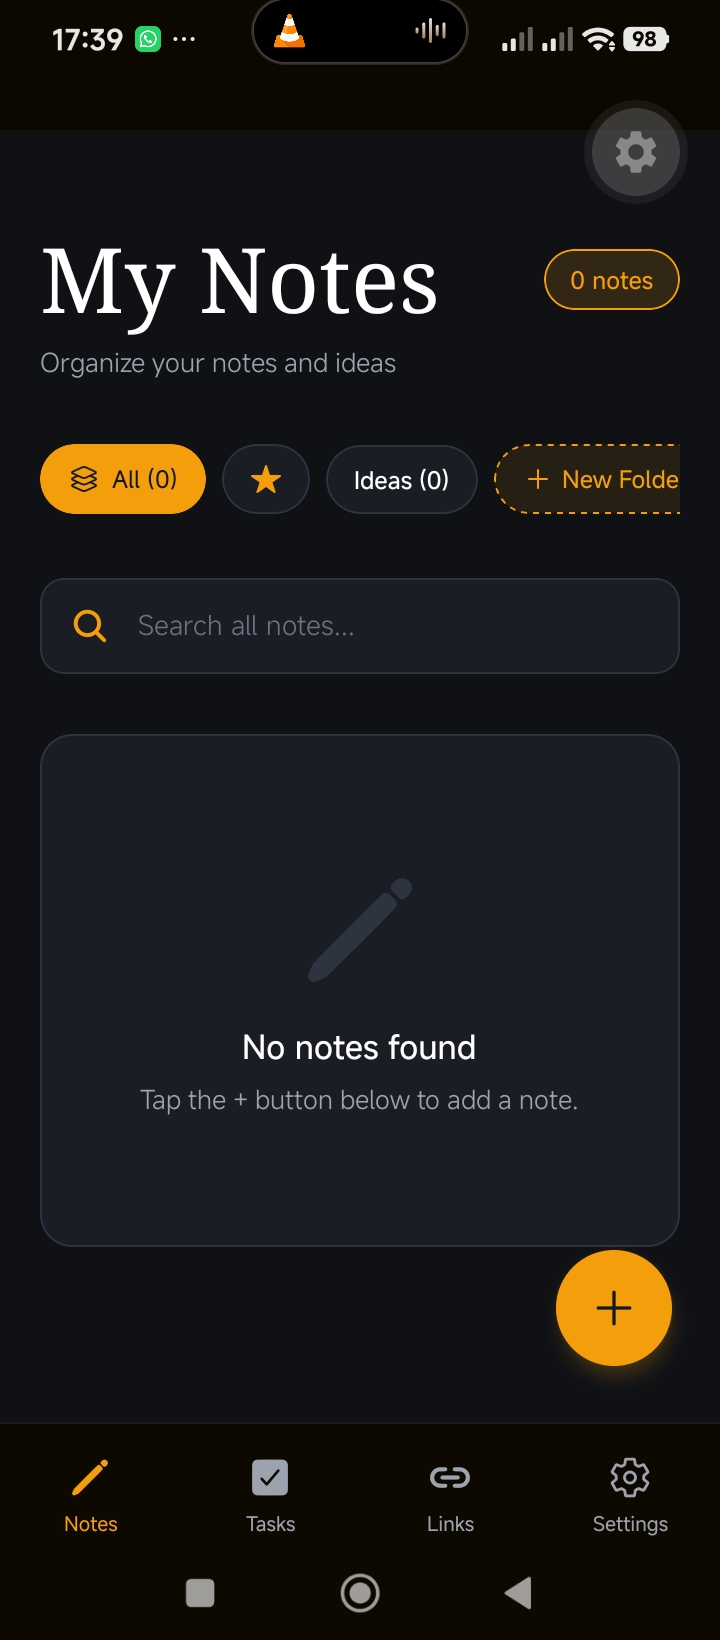 17:39 98
My Notes
0 notes
Organize your notes and ideas
All (0) Ideas (0) + New Folde
Search all notes...
No notes found
Tap the + button below to add a note.
Notes Tasks Links Settings